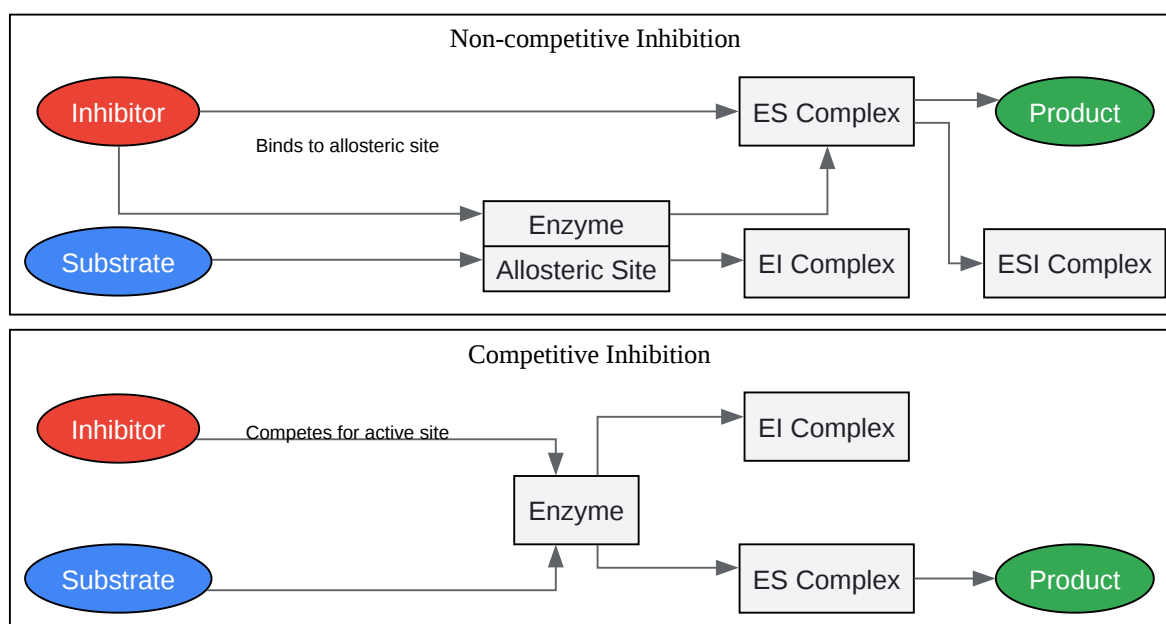 Non-competitive Inhibition
Inhibitor
ES Complex
Product
Binds to allosteric site
Enzyme
Substrate
Allosteric Site
EI Complex
ESI Complex
Competitive Inhibition
Inhibitor
Competes for active site
EI Complex
Enzyme
Substrate
ES Complex
Product